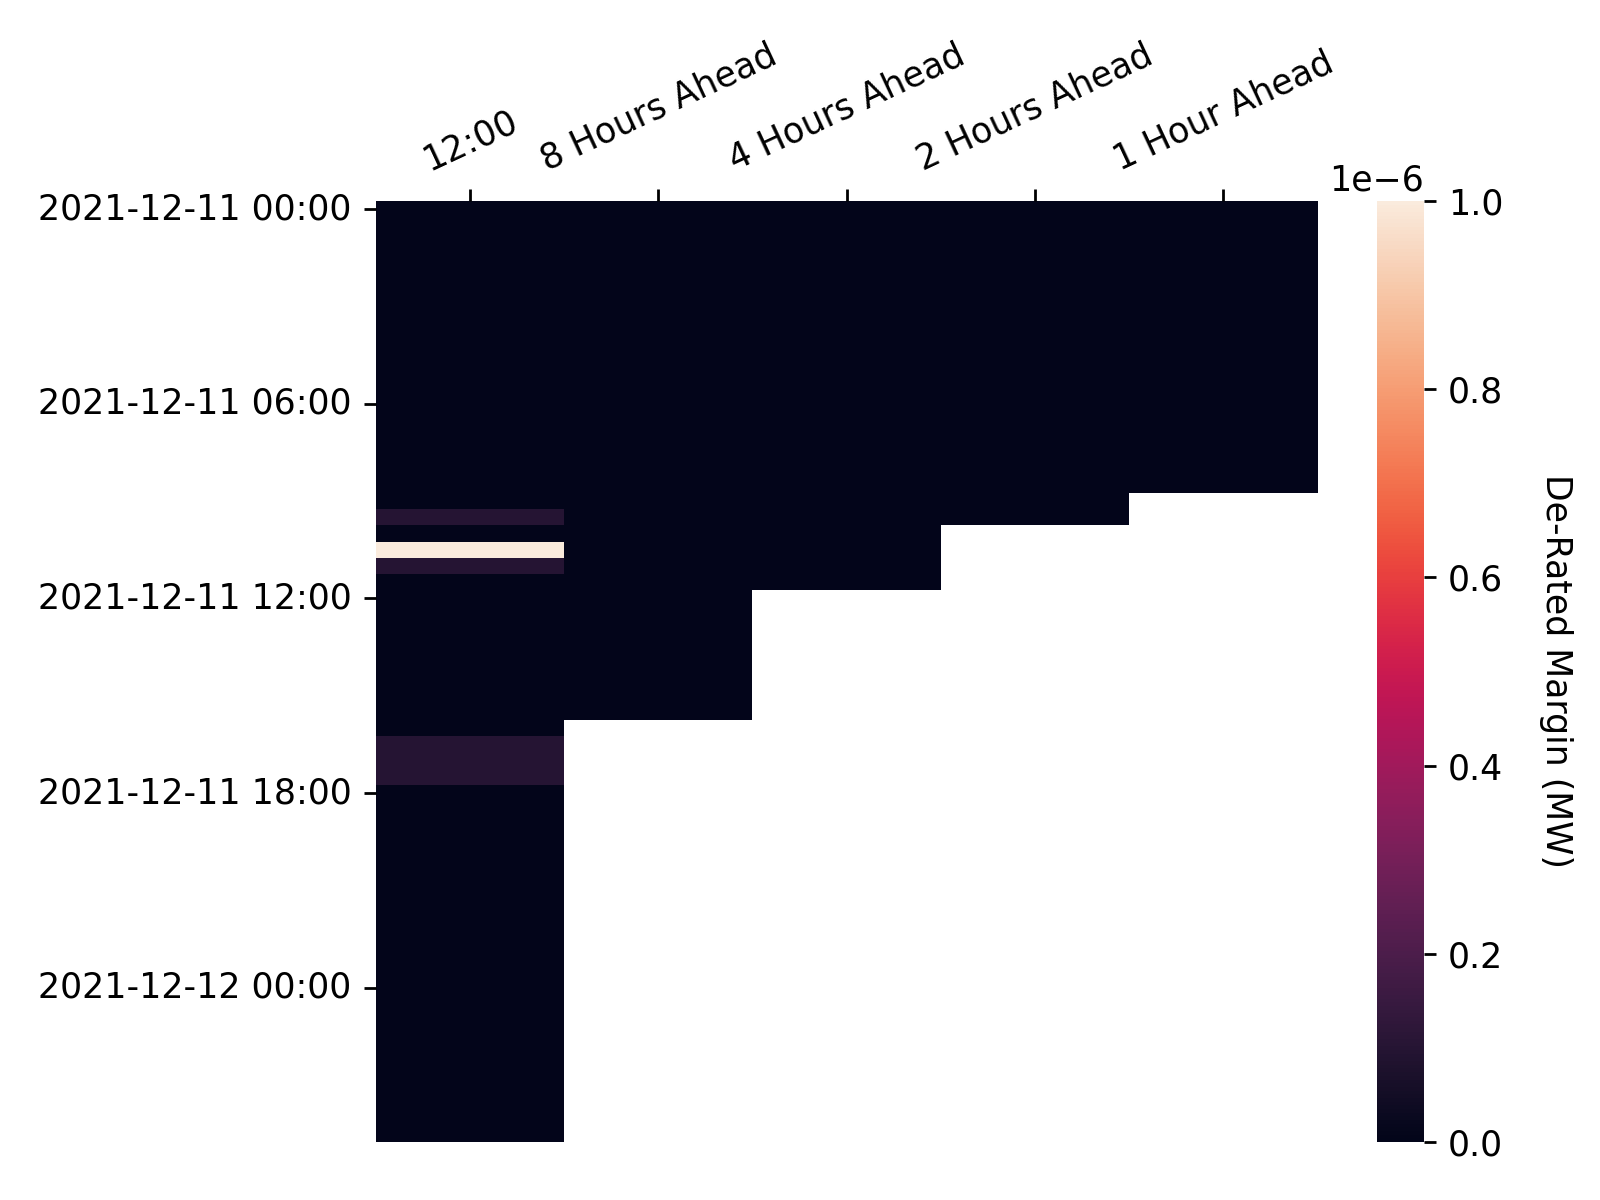 12:00
8 Hours Ahead
4 Hours Ahead
2 Hours Ahead
1 Hour Ahead
2021-12-11 00:00
2021-12-11 06:00
2021-12-11 12:00
2021-12-11 18:00
2021-12-12 00:00
1e−6
1.0
0.8
0.6
0.4
0.2
0.0
De-Rated Margin (MW)